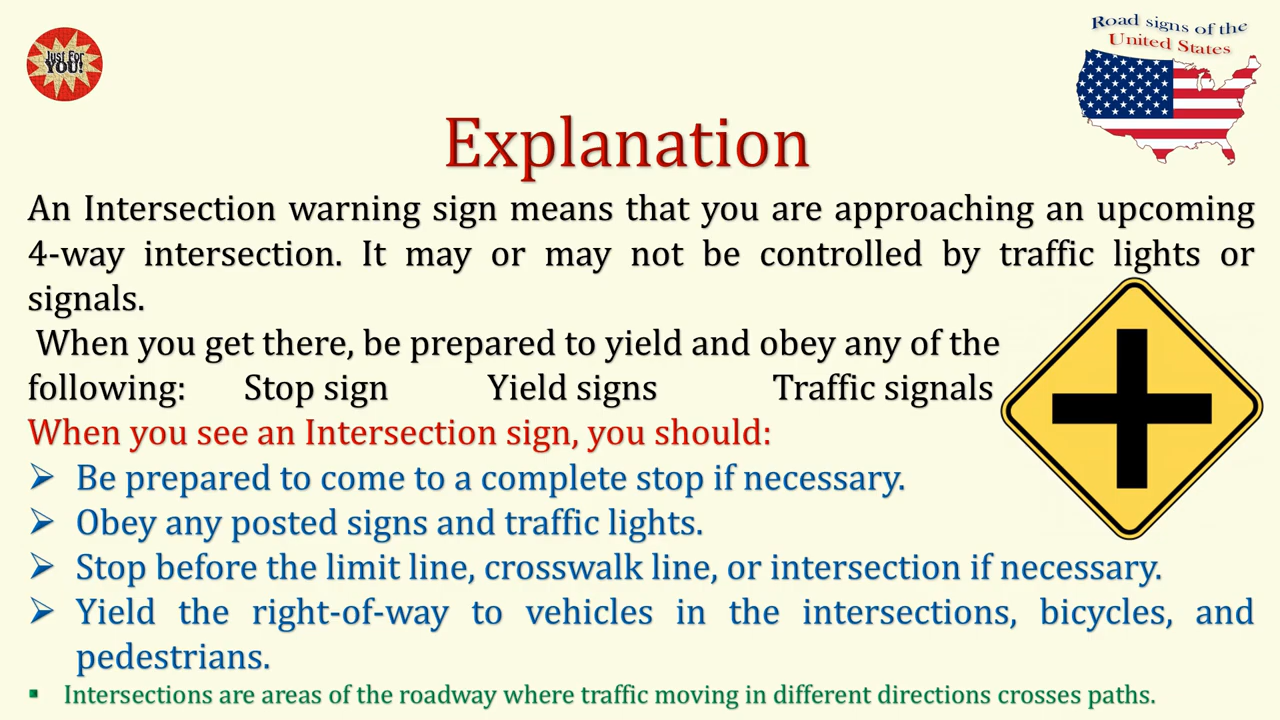 Just For
YOU!
Road signs of the
United States
Explanation
An Intersection warning sign means that you are approaching an upcoming
4-way intersection. It may or may not be controlled by traffic lights or
signals.
When you get there, be prepared to yield and obey any of the
following: Stop sign Yield signs Traffic signals
When you see an Intersection sign, you should:
➢ Be prepared to come to a complete stop if necessary.
➢ Obey any posted signs and traffic lights.
➢ Stop before the limit line, crosswalk line, or intersection if necessary.
➢ Yield the right-of-way to vehicles in the intersections, bicycles, and
pedestrians.
▪ Intersections are areas of the roadway where traffic moving in different directions crosses paths.